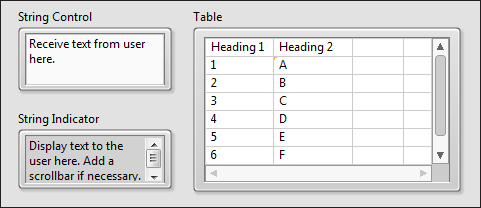 String Control
Receive text from user
here.
String Indicator
Display text to the
user here. Add a
scrollbar if necessary.
Table
Heading 1 Heading 2
1 A
2 B
3 C
4 D
5 E
6 F